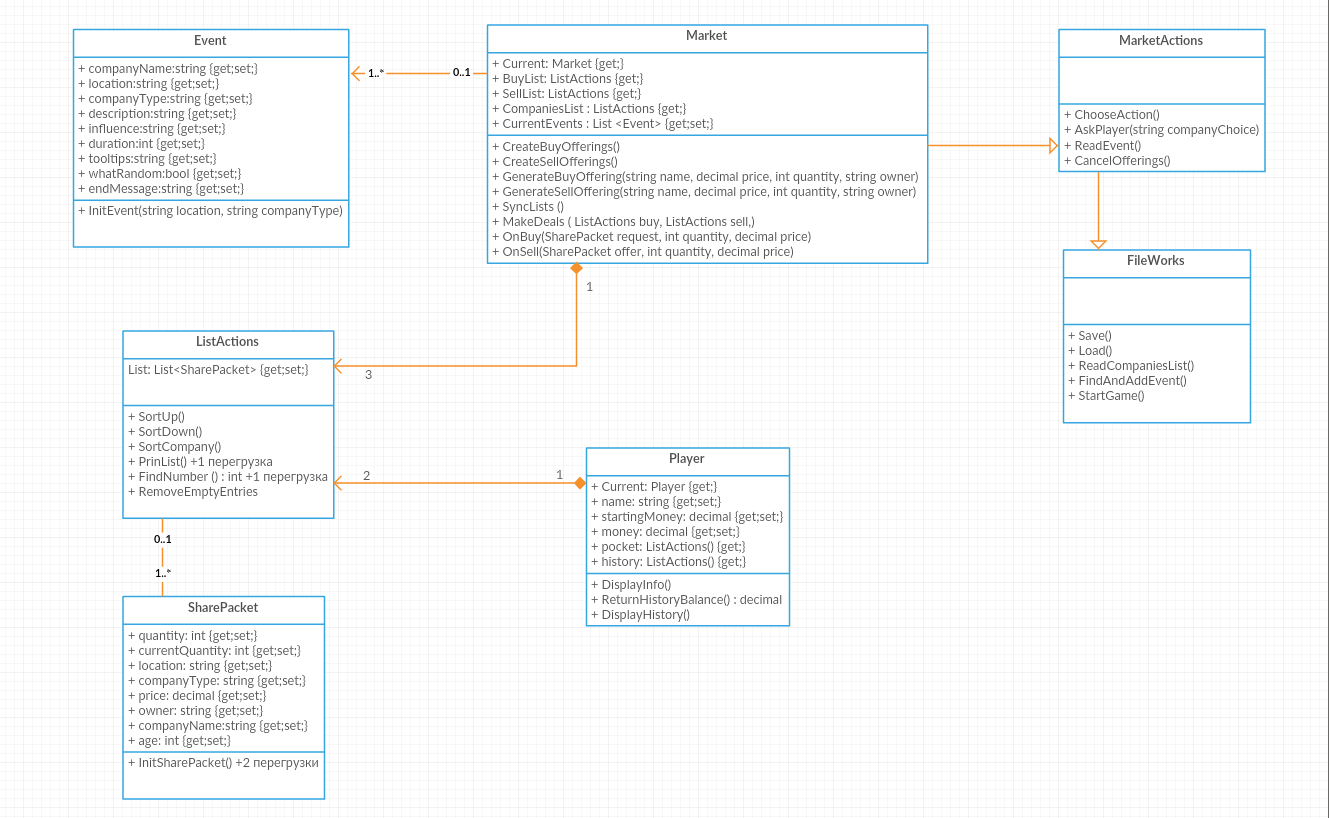 Event
+ companyName:string {get;set;}
+ location:string {get;set;}
+ companyType:string {get;set;}
+ description:string {get;set;}
+ influence:string {get;set;}
+ duration:int {get;set;}
+ tooltips:string {get;set;}
+ whatRandom:bool {get;set;}
+ endMessage:string {get;set;}
+ InitEvent(string location, string companyType)
1..*
0..1
Market
+ Current: Market {get;}
+ BuyList: ListActions {get;}
+ SellList: ListActions {get;}
+ CompaniesList : ListActions {get;}
+ CurrentEvents : List <Event> {get;set;}
+ CreateBuyOfferings()
+ CreateSellOfferings()
+ GenerateBuyOffering(string name, decimal price, int quantity, string owner)
+ GenerateSellOffering(string name, decimal price, int quantity, string owner)
+ SyncLists ()
+ MakeDeals ( ListActions buy, ListActions sell,)
+ OnBuy(SharePacket request, int quantity, decimal price)
+ OnSell(SharePacket offer, int quantity, decimal price)
MarketActions
+ ChooseAction()
+ AskPlayer(string companyChoice)
+ ReadEvent()
+ CancelOfferings()
FileWorks
+ Save()
+ Load()
+ ReadCompaniesList()
+ FindAndAddEvent()
+ StartGame()
1
3
ListActions
List: List<SharePacket> {get;set;}
+ SortUp()
+ SortDown()
+ SortCompany()
+ PrinList() +1 перегрузка
+ FindNumber () : int +1 перегрузка
+ RemoveEmptyEntries
2
1
Player
+ Current: Player {get;}
+ name: string {get;set;}
+ startingMoney: decimal {get;set;}
+ money: decimal {get;set;}
+ pocket: ListActions() {get;}
+ history: ListActions() {get;}
+ DisplayInfo()
+ ReturnHistoryBalance() : decimal
+ DisplayHistory()
0..1
1..*
SharePacket
+ quantity: int {get;set;}
+ currentQuantity: int {get;set;}
+ location: string {get;set;}
+ companyType: string {get;set;}
+ price: decimal {get;set;}
+ owner: string {get;set;}
+ companyName:string {get;set;}
+ age: int {get;set;}
+ InitSharePacket() +2 перегрузки